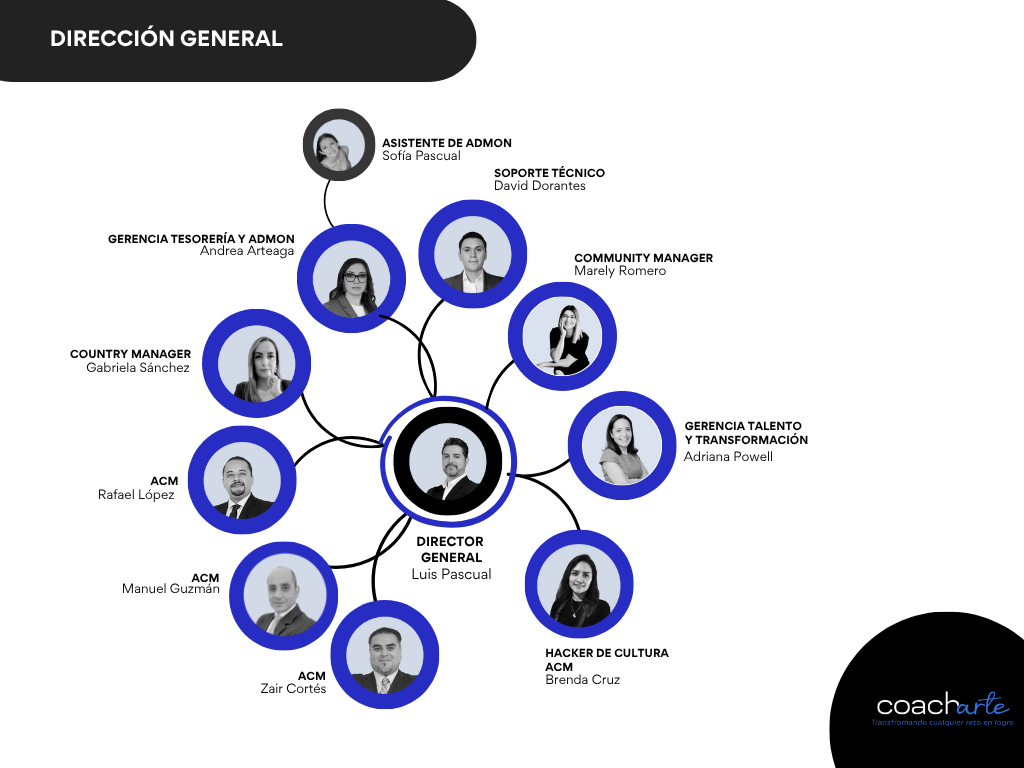 DIRECCIÓN GENERAL
ASISTENTE DE ADMON
Sofía Pascual
SOPORTE TÉCNICO
David Dorantes
GERENCIA TESORERÍA Y ADMON
Andrea Arteaga
COMMUNITY MANAGER
Marely Romero
COUNTRY MANAGER
Gabriela Sánchez
GERENCIA TALENTO
Y TRANSFORMACIÓN
Adriana Powell
ACM
Rafael López
DIRECTOR
GENERAL
Luis Pascual
ACM
Manuel Guzmán
HACKER DE CULTURA
ACM
Brenda Cruz
ACM
Zair Cortés
coacharte
Transfromando cualquier reto en logro